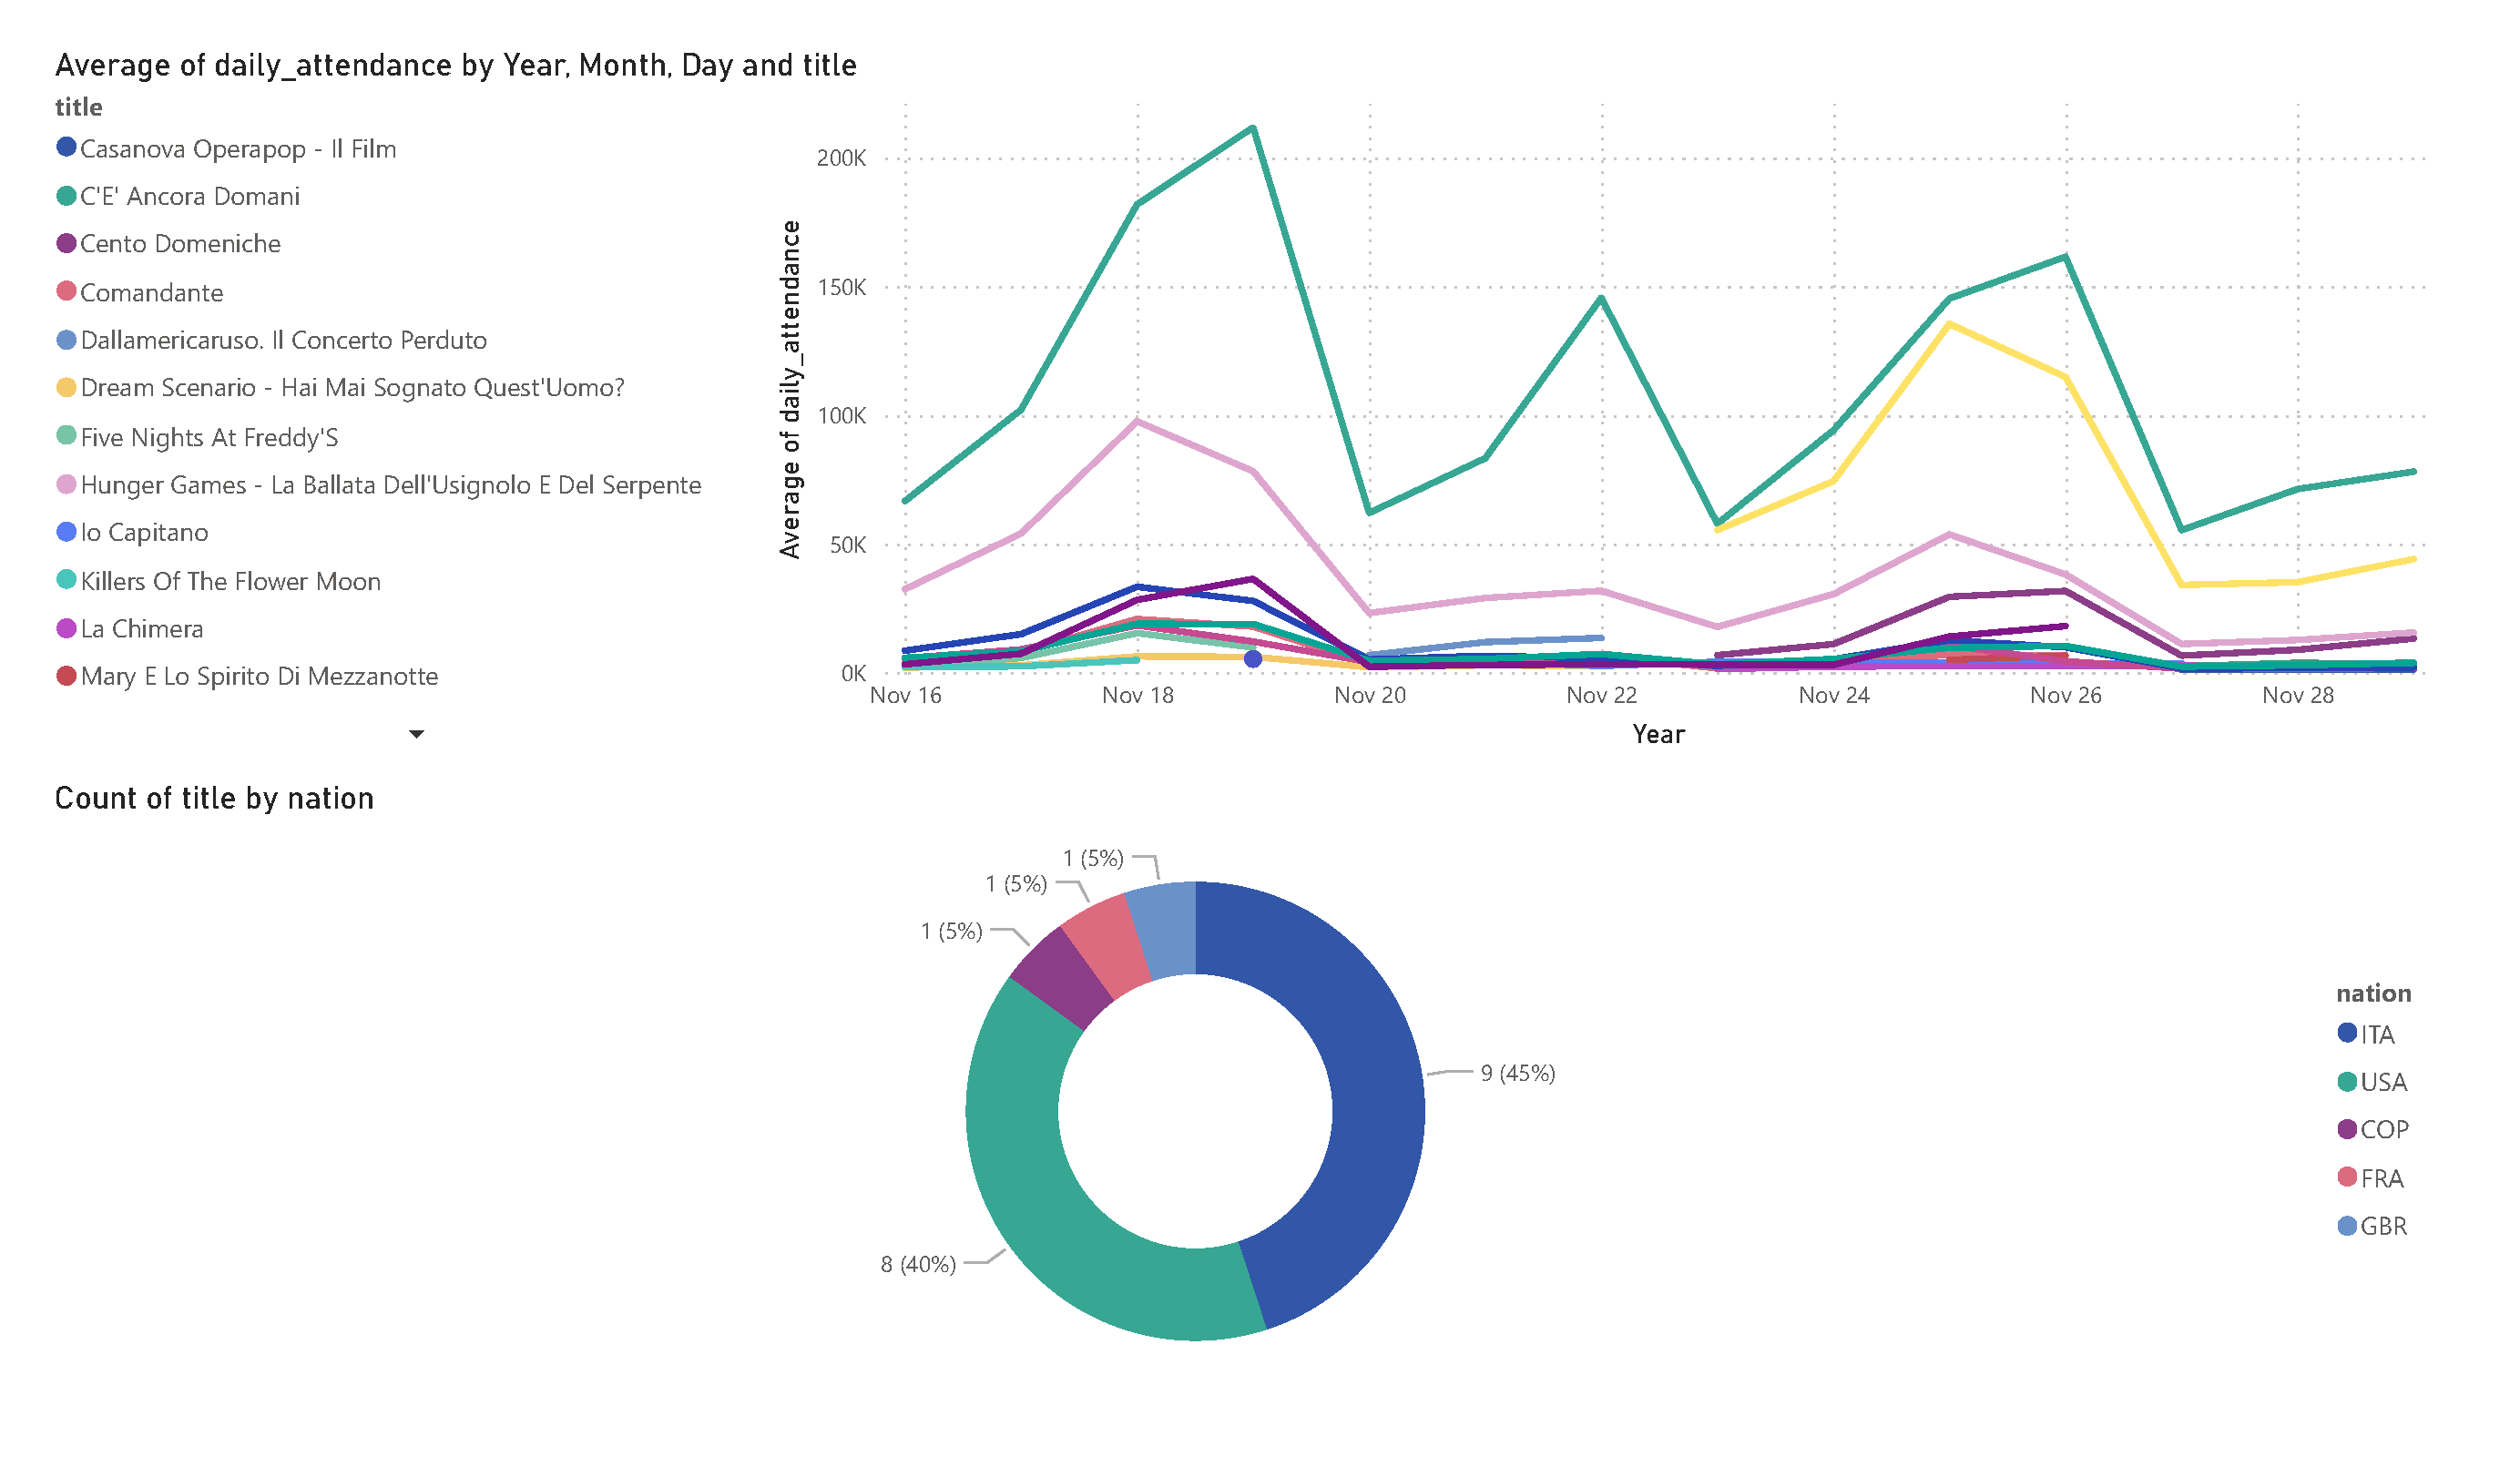 Average of daily_attendance by Year, Month, Day and title
title
Casanova Operapop - Il Film
C'E' Ancora Domani
Cento Domeniche
Comandante
Dallamericaruso. Il Concerto Perduto
Dream Scenario - Hai Mai Sognato Quest'Uomo?
Five Nights At Freddy'S
Hunger Games - La Ballata Dell'Usignolo E Del Serpente
Io Capitano
Killers Of The Flower Moon
La Chimera
Mary E Lo Spirito Di Mezzanotte
Average of daily_attendance
200K
150K
100K
50K
0K
Nov 16 Nov 18 Nov 20 Nov 22 Nov 24 Nov 26 Nov 28
Year
Count of title by nation
1 (5%)
1 (5%)
1 (5%)
9 (45%)
8 (40%)
nation
ITA
USA
COP
FRA
GBR